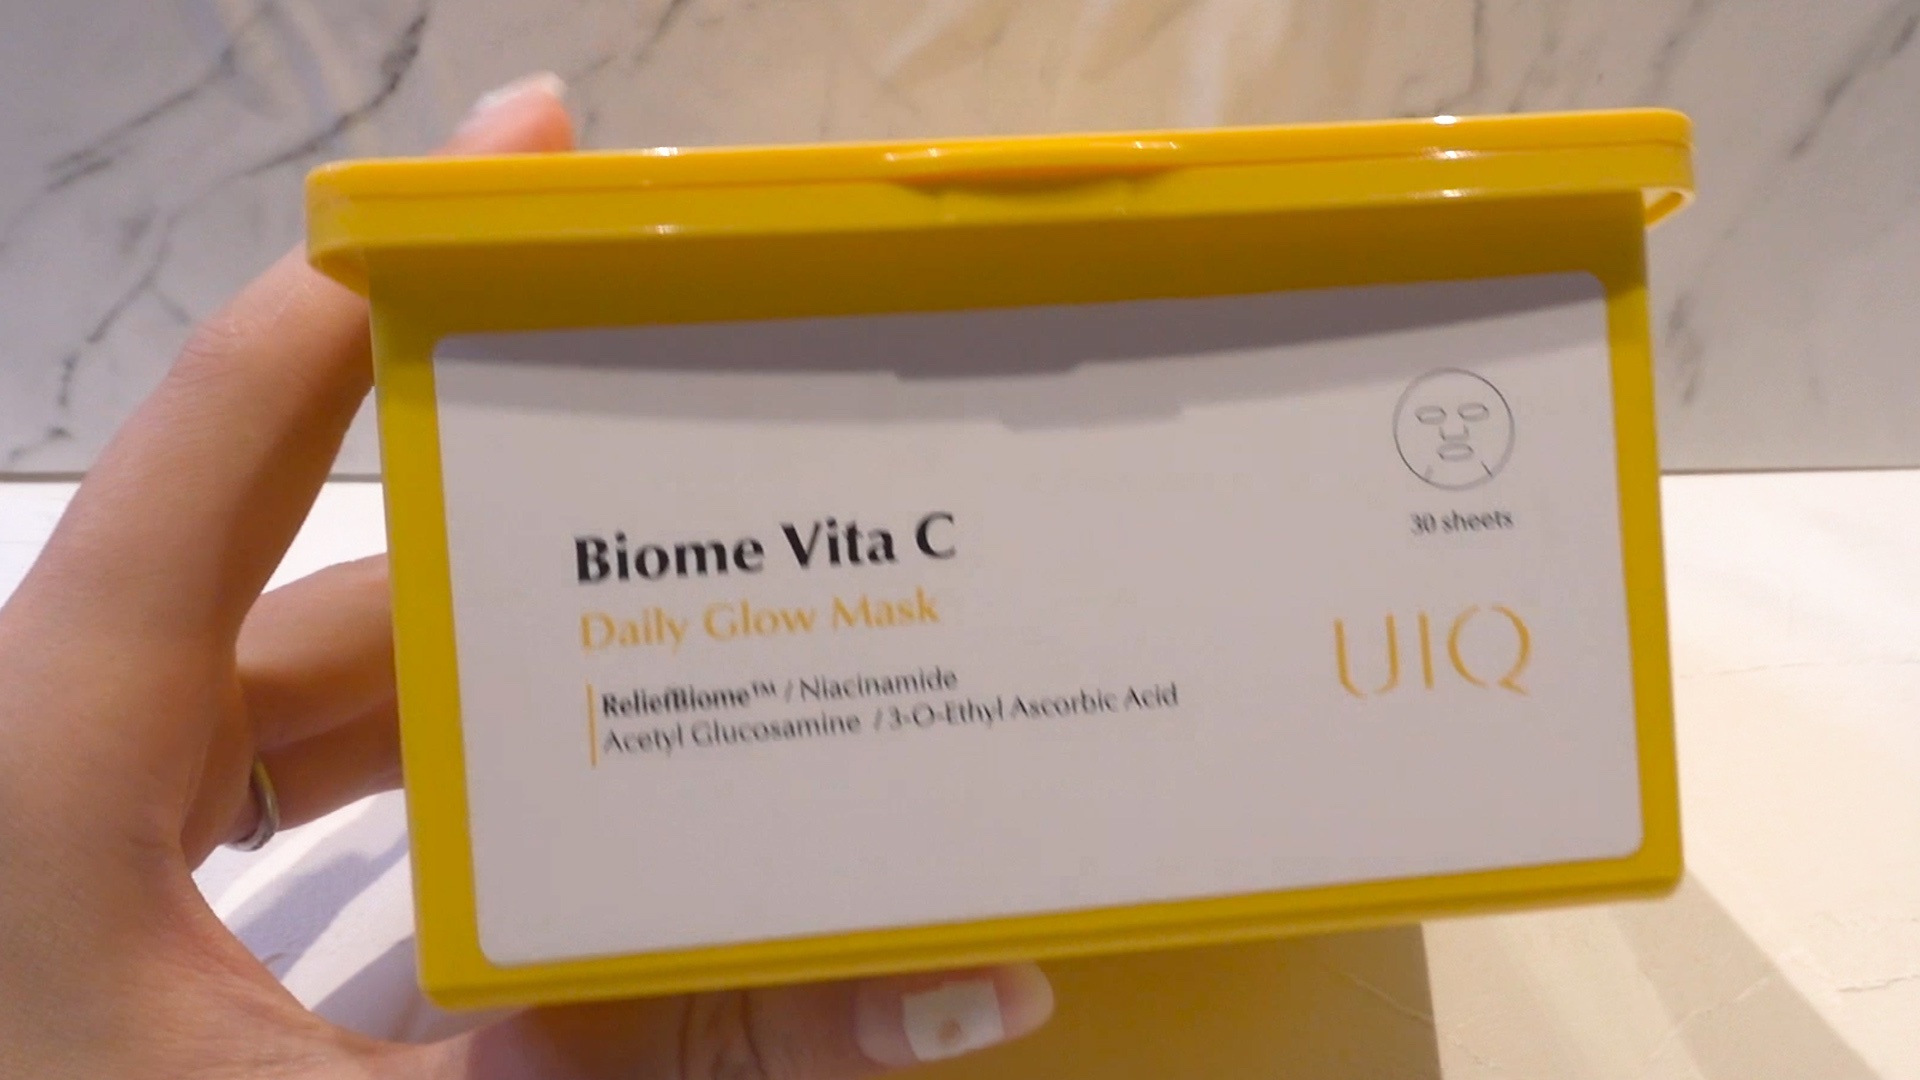 30 sheets
Biome Vita C
Daily Glow Mask
UIQ
ReliefBiome™ / Niacinamide
Acetyl Glucosamine / 3-O-Ethyl Ascorbic Acid